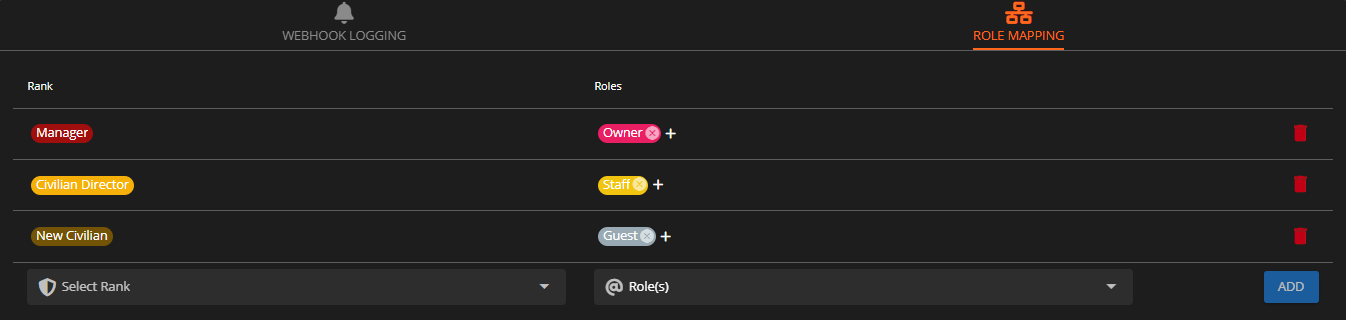 WEBHOOK LOGGING
ROLE MAPPING
Rank
Roles
Manager
Owner
Civilian Director
Staff
New Civilian
Guest
Select Rank
Role(s)
ADD